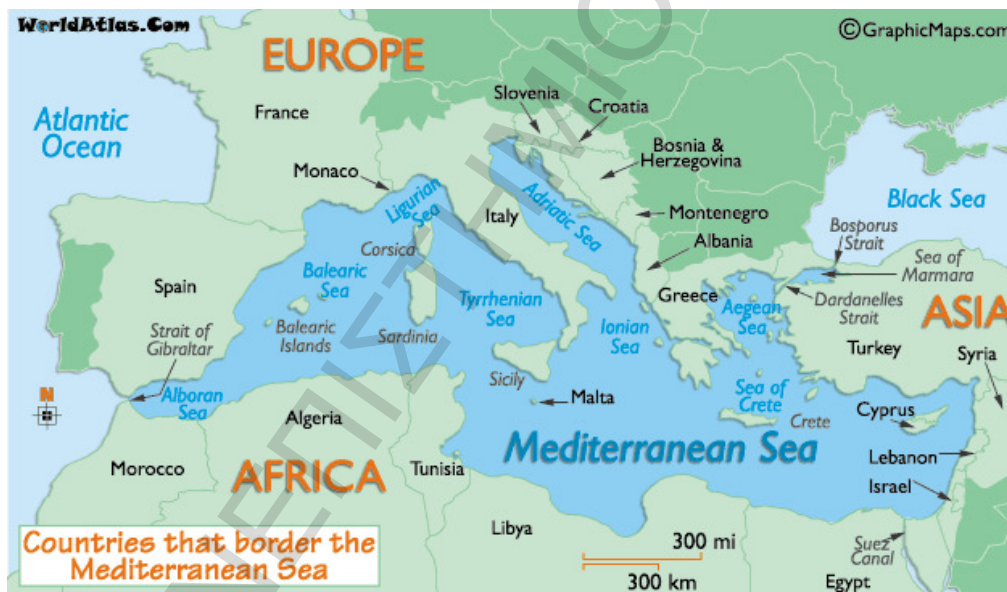 WorldAtlas.Com
©GraphicMaps.com
EUROPE
Slovenia
Croatia
France
Atlantic
Ocean
Bosnia &
Herzegovina
Monaco
Ligurian
Sea
Adriatic Sea
Black Sea
Italy
Montenegro
Bosporus
Strait
Corsica
Albania
Sea of
Marmara
Balearic
Sea
Spain
Tyrrhenian
Sea
Greece
Aegean
Sea
Dardanelles
Strait
ASIA
Strait of
Gibraltar
Balearic
Islands
Sardinia
Ionian
Sea
Turkey
Syria
N
Alboran
Sea
Sicily
Malta
Sea of
Crete
Crete
Cyprus
Algeria
Mediterranean Sea
Morocco
AFRICA
Tunisia
Lebanon
Israel
Libya
Countries that border the
Mediterranean Sea
300 mi
300 km
Suez
Canal
Egypt